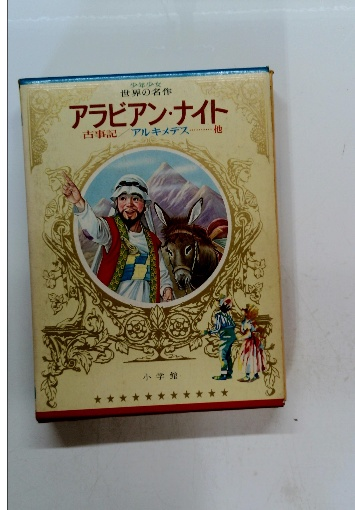 少年少女
世界の名作
アラビアン・ナイト
古事記/アルキメデス………他
小学館